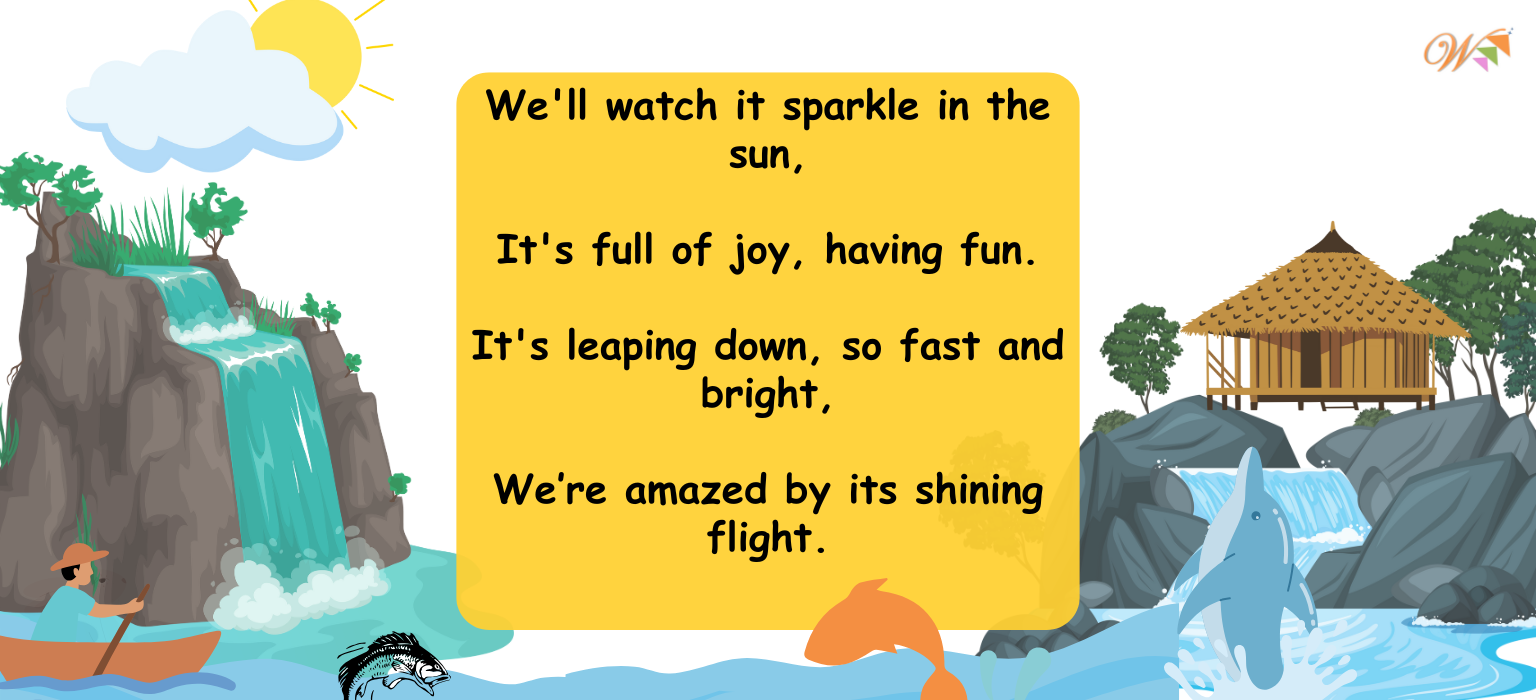 We'll watch it sparkle in the
sun,
It's full of joy, having fun.
It's leaping down, so fast and
bright,
We’re amazed by its shining
flight.
W